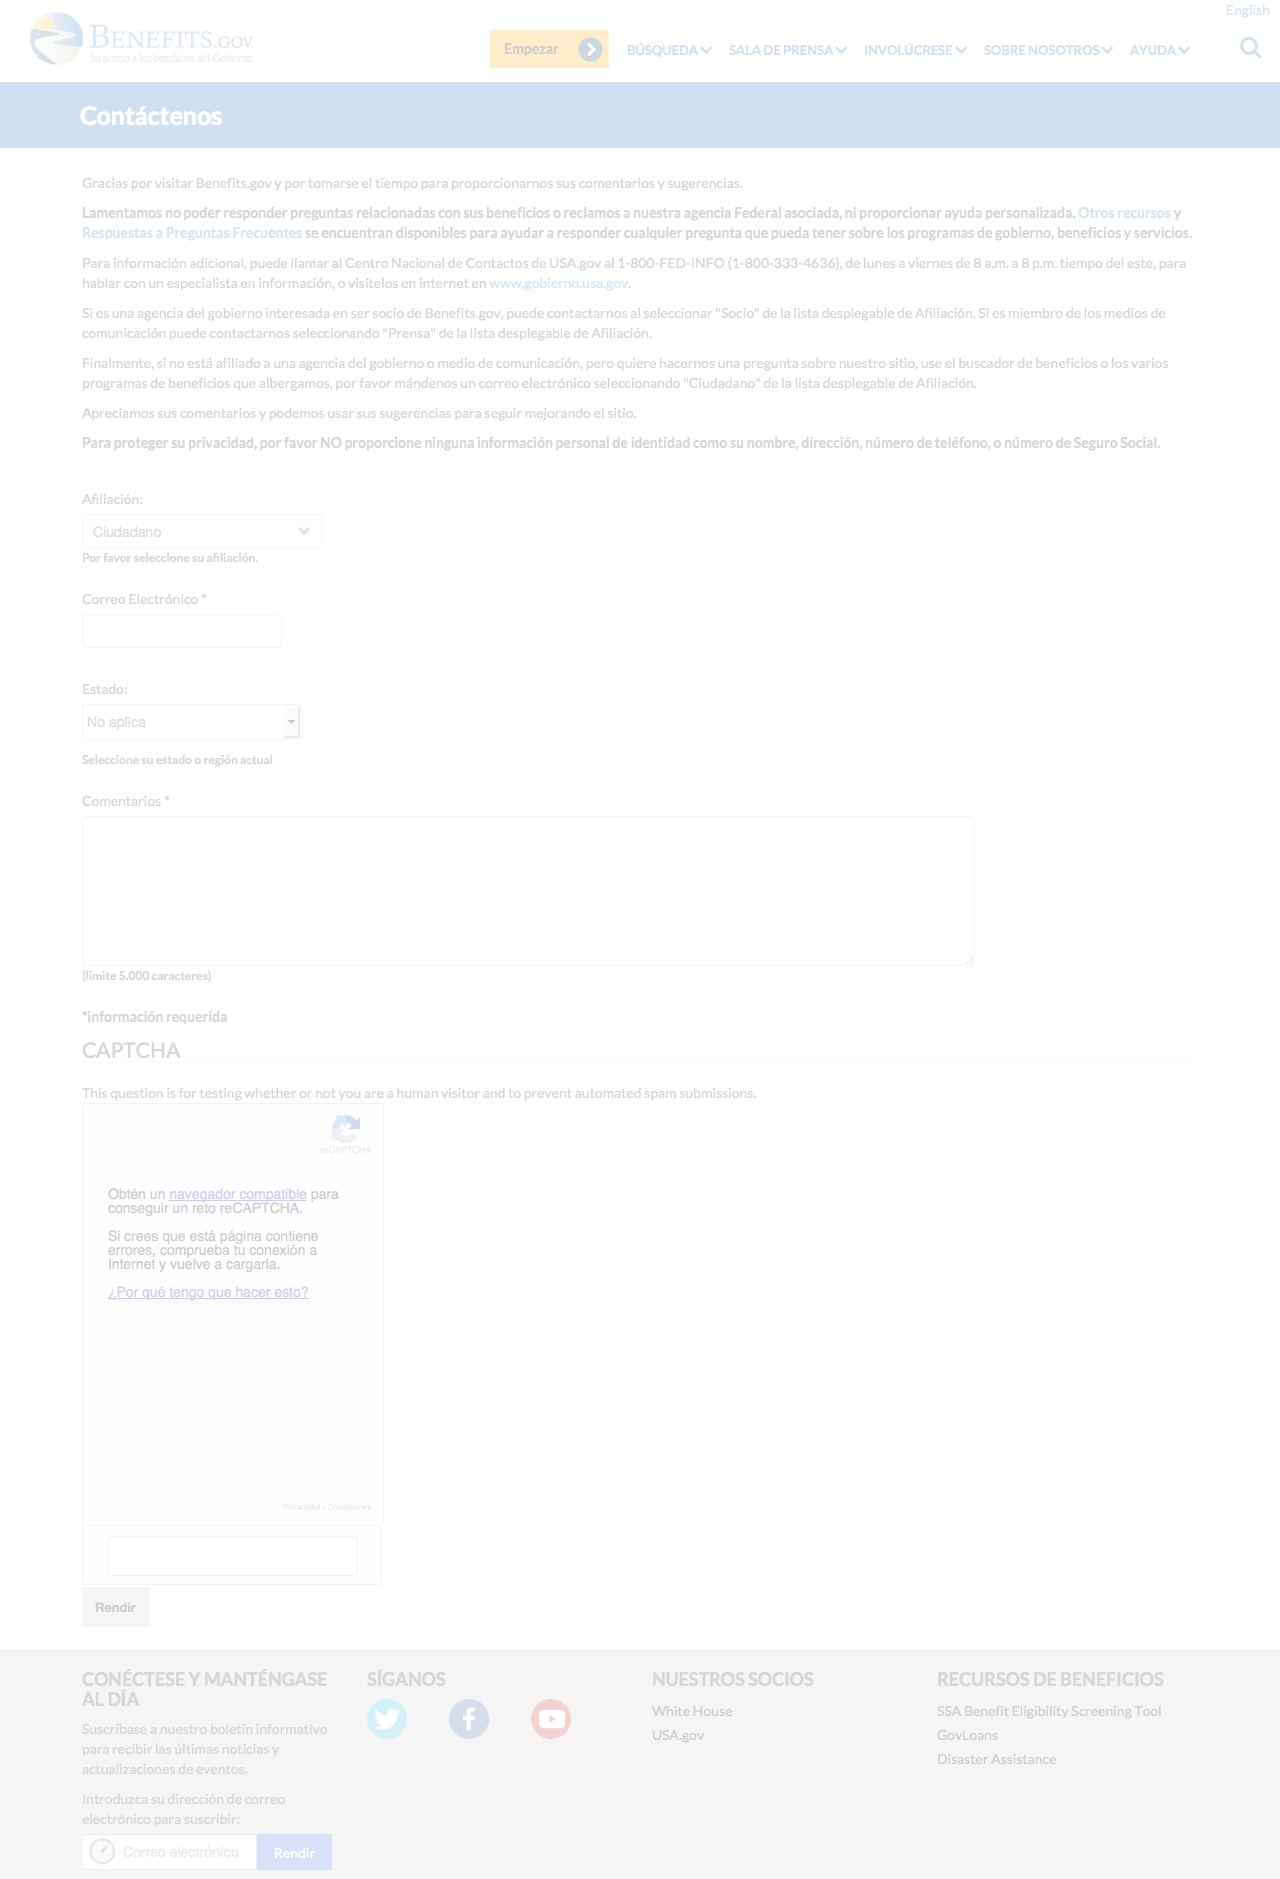 English
BENEFITS.GOV
Su acceso a los beneficios del Gobierno
Empezar
BÚSQUEDA
SALA DE PRENSA
INVOLÚCRESE
SOBRE NOSOTROS
AYUDA
Contáctenos
Gracias por visitar Benefits.gov y por tomarse el tiempo para proporcionarnos sus comentarios y sugerencias.
Lamentamos no poder responder preguntas relacionadas con sus beneficios o reclamos a nuestra agencia Federal asociada, ni proporcionar ayuda personalizada. Otros recursos y
Respuestas a Preguntas Frecuentes se encuentran disponibles para ayudar a responder cualquier pregunta que pueda tener sobre los programas de gobierno, beneficios y servicios.
Para información adicional, puede llamar al Centro Nacional de Contactos de USA.gov al 1-800-FED-INFO (1-800-333-4636), de lunes a viernes de 8 a.m. a 8 p.m. tiempo del este, para
hablar con un especialista en información, o visítelos en internet en www.gobierno.usa.gov.
Si es una agencia del gobierno interesada en ser socio de Benefits.gov, puede contactarnos al seleccionar "Socio" de la lista desplegable de Afiliación. Si es miembro de los medios de
comunicación puede contactarnos seleccionando "Prensa" de la lista desplegable de Afiliación.
Finalmente, si no está afiliado a una agencia del gobierno o medio de comunicación, pero quiere hacernos una pregunta sobre nuestro sitio, use el buscador de beneficios o los varios
programas de beneficios que albergamos, por favor mándenos un correo electrónico seleccionando "Ciudadano" de la lista desplegable de Afiliación.
Apreciamos sus comentarios y podemos usar sus sugerencias para seguir mejorando el sitio.
Para proteger su privacidad, por favor NO proporcione ninguna información personal de identidad como su nombre, dirección, número de teléfono, o número de Seguro Social.
Afiliación:
Ciudadano
Por favor seleccione su afiliación.
Correo Electrónico *
Estado:
No aplica
Seleccione su estado o región actual
Comentarios *
(límite 5.000 caracteres)
*información requerida
CAPTCHA
This question is for testing whether or not you are a human visitor and to prevent automated spam submissions.
reCAPTCHA
Obtén un navegador compatible para
conseguir un reto reCAPTCHA.
Si crees que está página contiene
errores, comprueba tu conexión a
Internet y vuelve a cargarla.
¿Por qué tengo que hacer esto?
Privacidad - Condiciones
Rendir
CONÉCTESE Y MANTÉNGASE
AL DÍA
Suscríbase a nuestro boletín informativo
para recibir las últimas noticias y
actualizaciones de eventos.
Introduzca su dirección de correo
electrónico para suscribir:
Correo electrónico
Rendir
SÍGANOS
NUESTROS SOCIOS
White House
USA.gov
RECURSOS DE BENEFICIOS
SSA Benefit Eligibility Screening Tool
GovLoans
Disaster Assistance